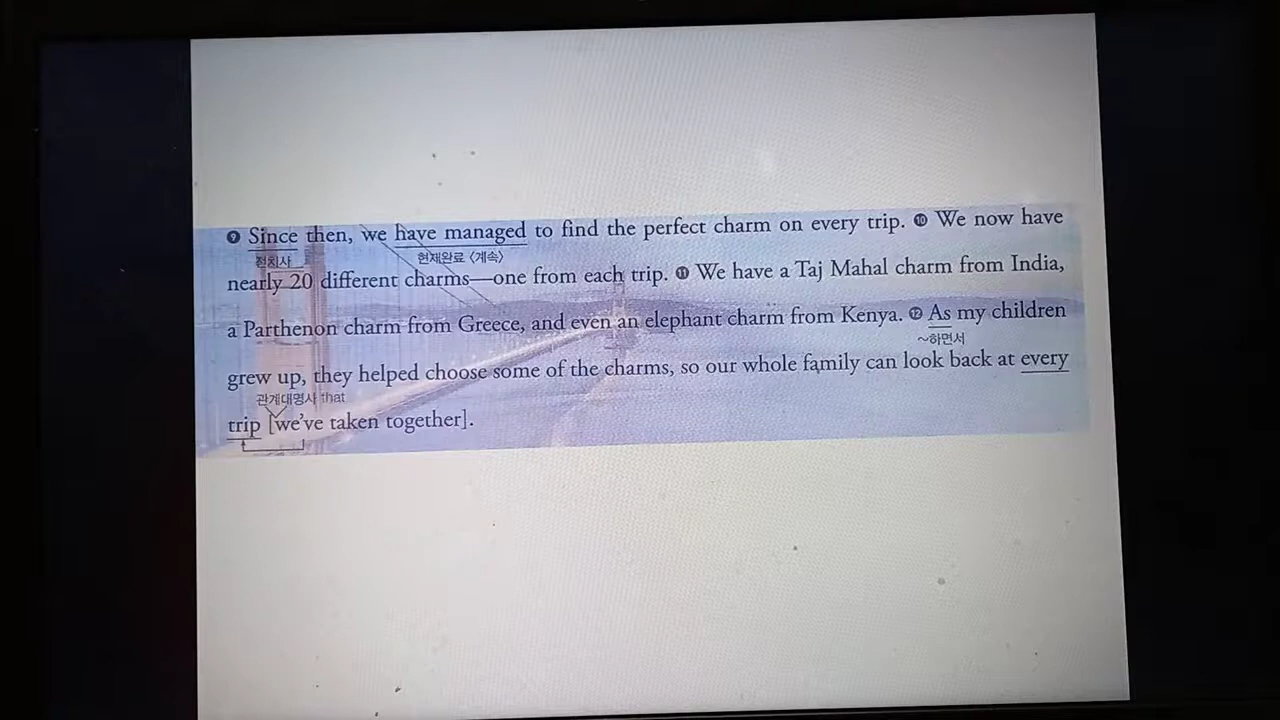 ❾ Since then, we have managed to find the perfect charm on every trip. ❿ We now have
전치사 현재완료 〈계속〉
nearly 20 different charms—one from each trip. ⓫ We have a Taj Mahal charm from India,
a Parthenon charm from Greece, and even an elephant charm from Kenya. ⓬ As my children
~하면서
grew up, they helped choose some of the charms, so our whole family can look back at every
관계대명사 that
trip [we've taken together].